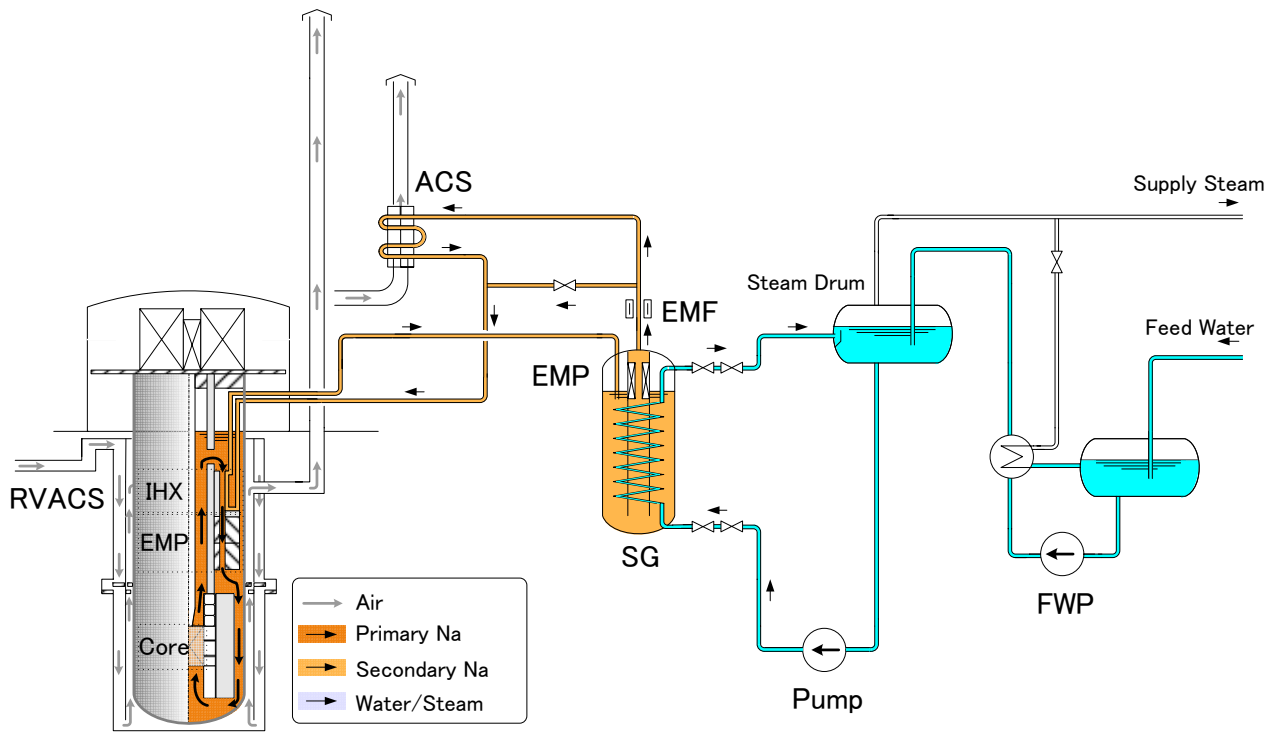 ACS
Supply Steam
Steam Drum
EMF
Feed Water
EMP
RVACS
IHX
EMP
SG
Core
FWP
Pump
Air
Primary Na
Secondary Na
Water/Steam